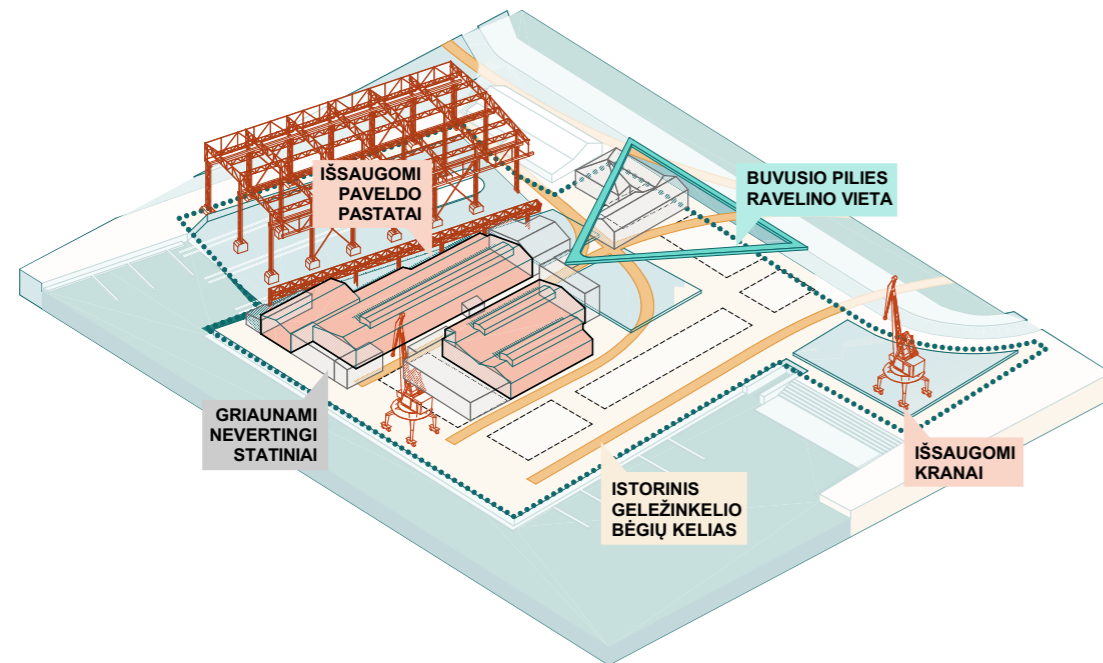 IŠSAUGOMI
PAVELDO
PASTATAI
BUVUSIO PILIES
RAVELINO VIETA
GRIAUNAMI
NEVERTINGI
STATINIAI
IŠSAUGOMI
KRANAI
ISTORINIS
GELEŽINKELIO
BĖGIŲ KELIAS